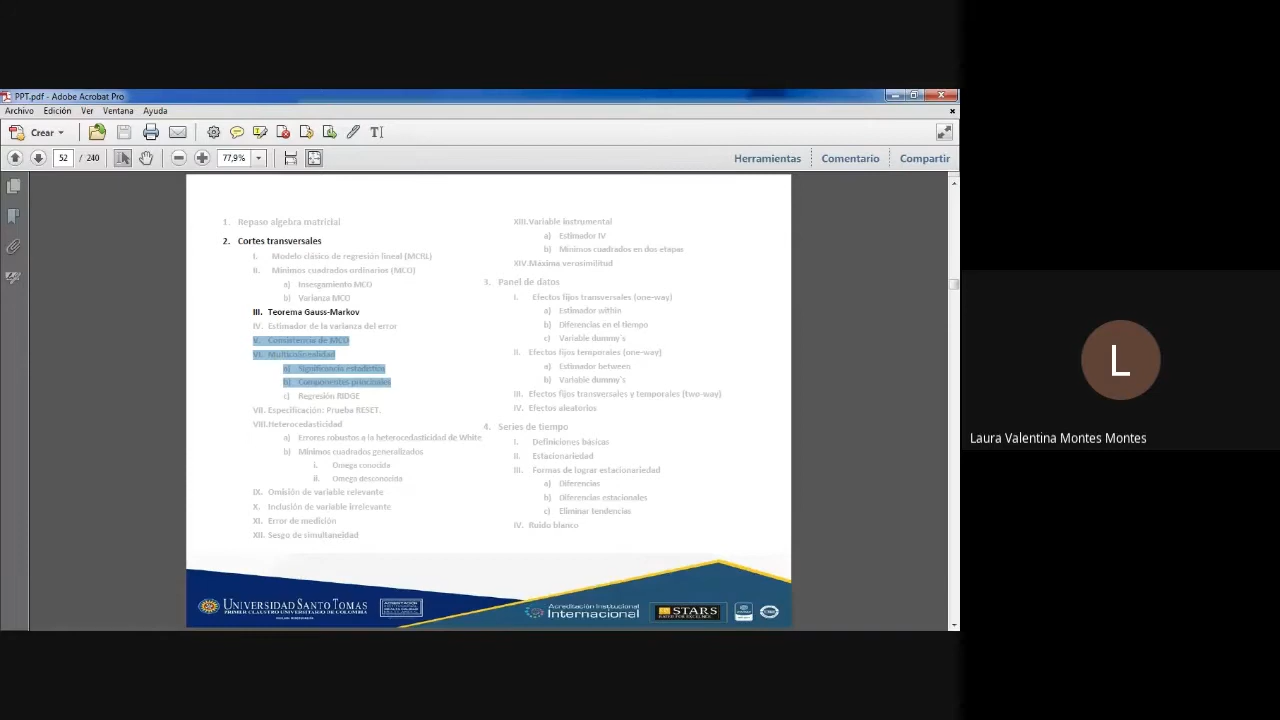 PPT.pdf - Adobe Acrobat Pro
Archivo Edición Ver Ventana Ayuda
Crear
52 / 240 77,9% Herramientas Comentario Compartir
1. Repaso algebra matricial
2. Cortes transversales
I. Modelo clásico de regresión lineal (MCRL)
II. Mínimos cuadrados ordinarios (MCO)
a) Insesgamiento MCO
b) Varianza MCO
III. Teorema Gauss-Markov
IV. Estimador de la varianza del error
V. Consistencia de MCO
VI. Multicolinealidad
a) Significancia estadística
b) Componentes principales
c) Regresión RIDGE
VII. Especificación: Prueba RESET.
VIII.Heterocedasticidad
a) Errores robustos a la heterocedasticidad de White
b) Mínimos cuadrados generalizados
i. Omega conocida
ii. Omega desconocida
IX. Omisión de variable relevante
X. Inclusión de variable irrelevante
XI. Error de medición
XII. Sesgo de simultaneidad
XIII.Variable instrumental
a) Estimador IV
b) Mínimos cuadrados en dos etapas
XIV.Máxima verosimilitud
3. Panel de datos
I. Efectos fijos transversales (one-way)
a) Estimador within
b) Diferencias en el tiempo
c) Variable dummy´s
II. Efectos fijos temporales (one-way)
a) Estimador between
b) Variable dummy´s
III. Efectos fijos transversales y temporales (two-way)
IV. Efectos aleatorios
4. Series de tiempo
I. Definiciones básicas
II. Estacionariedad
III. Formas de lograr estacionariedad
a) Diferencias
b) Diferencias estacionales
c) Eliminar tendencias
IV. Ruido blanco
UNIVERSIDAD SANTO TOMÁS
PRIMER CLAUSTRO UNIVERSITARIO DE COLOMBIA
Acreditación Institucional
Internacional
STARS
L
Laura Valentina Montes Montes